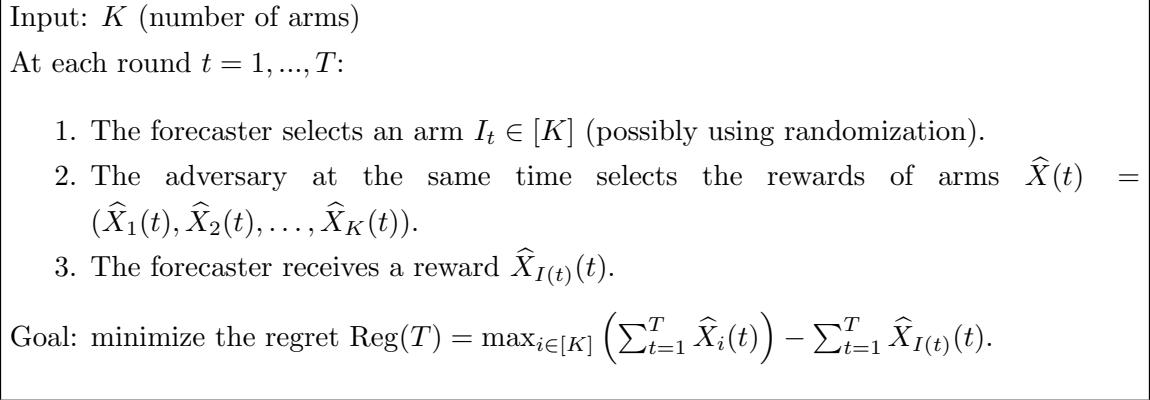 Input: K (number of arms)
At each round t = 1, ..., T:
1. The forecaster selects an arm I_t ∈ [K] (possibly using randomization).
2. The adversary at the same time selects the rewards of arms X̂(t) =
(X̂_1(t), X̂_2(t), . . . , X̂_K(t)).
3. The forecaster receives a reward X̂_{I(t)}(t).
Goal: minimize the regret Reg(T) = max_{i∈[K]} (∑_{t=1}^{T} X̂_i(t)) − ∑_{t=1}^{T} X̂_{I(t)}(t).